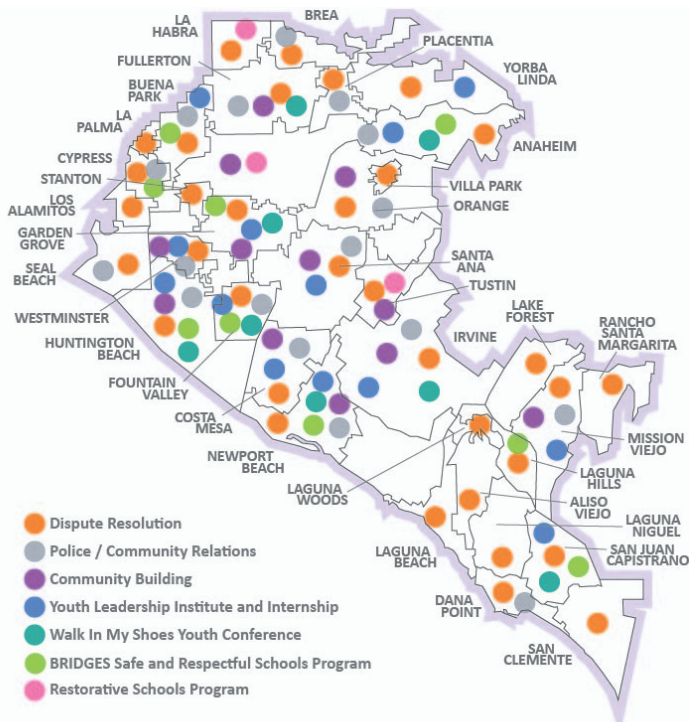 LA
HABRA
BREA
FULLERTON
PLACENTIA
BUENA
PARK
YORBA
LINDA
LA
PALMA
ANAHEIM
CYPRESS
STANTON
VILLA PARK
LOS
ALAMITOS
ORANGE
GARDEN
GROVE
SANTA
ANA
SEAL
BEACH
TUSTIN
WESTMINSTER
LAKE
FOREST
RANCHO
SANTA
MARGARITA
IRVINE
HUNTINGTON
BEACH
FOUNTAIN
VALLEY
COSTA
MESA
MISSION
VIEJO
NEWPORT
BEACH
LAGUNA
HILLS
LAGUNA
WOODS
ALISO
VIEJO
LAGUNA
NIGUEL
LAGUNA
BEACH
SAN JUAN
CAPISTRANO
DANA
POINT
SAN
CLEMENTE
Dispute Resolution
Police / Community Relations
Community Building
Youth Leadership Institute and Internship
Walk In My Shoes Youth Conference
BRIDGES Safe and Respectful Schools Program
Restorative Schools Program